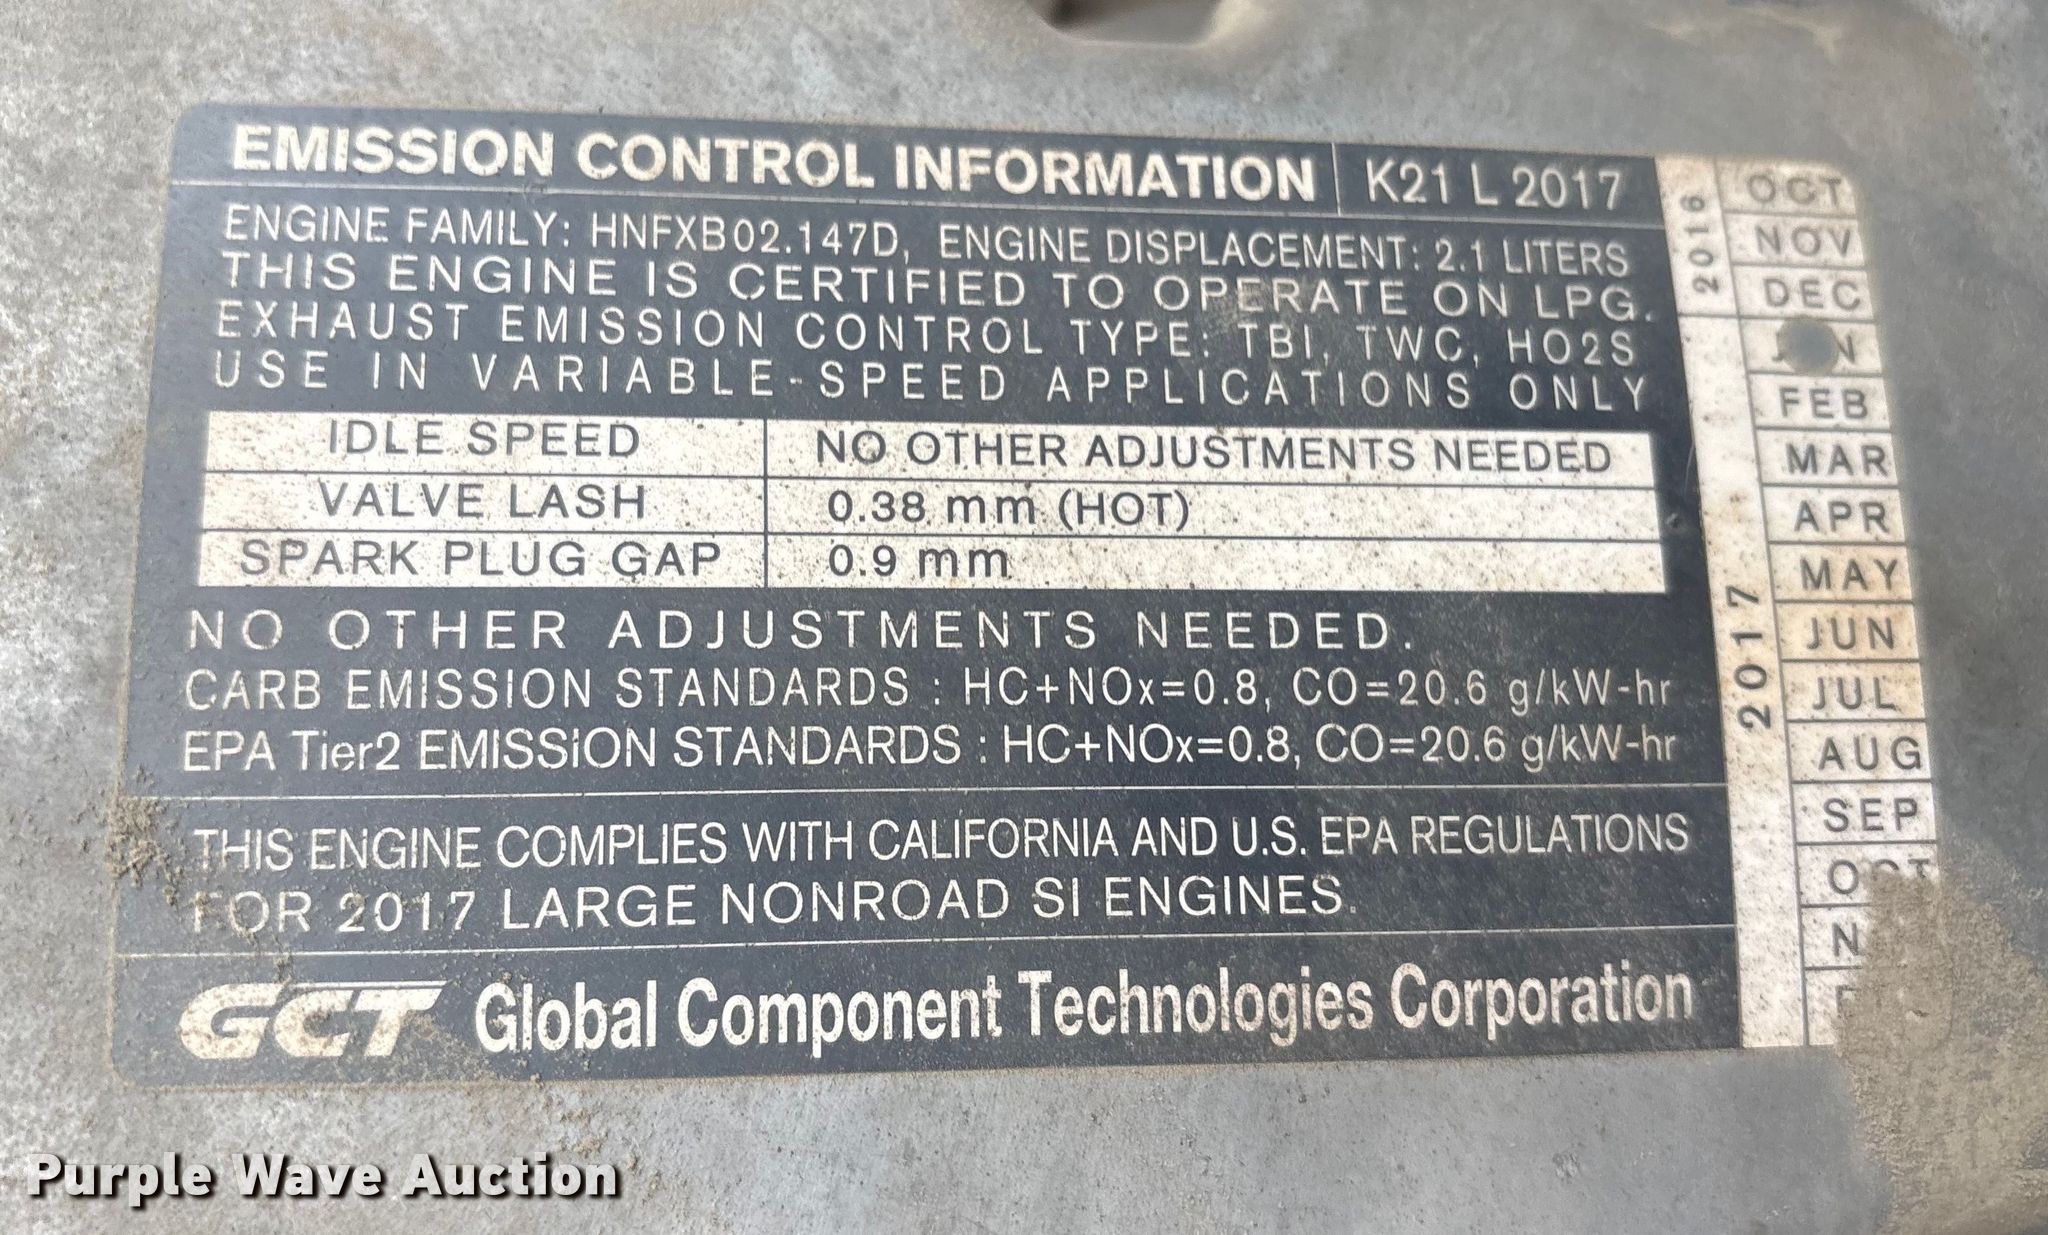 EMISSION CONTROL INFORMATION K21 L 2017
ENGINE FAMILY: HNFXB02.147D, ENGINE DISPLACEMENT: 2.1 LITERS
THIS ENGINE IS CERTIFIED TO OPERATE ON LPG.
EXHAUST EMISSION CONTROL TYPE: TBI, TWC, HO2S
USE IN VARIABLE-SPEED APPLICATIONS ONLY
IDLE SPEED NO OTHER ADJUSTMENTS NEEDED
VALVE LASH 0.38 mm (HOT)
SPARK PLUG GAP 0.9 mm
NO OTHER ADJUSTMENTS NEEDED.
CARB EMISSION STANDARDS : HC+NOx=0.8, CO=20.6 g/kW-hr
EPA Tier2 EMISSION STANDARDS : HC+NOx=0.8, CO=20.6 g/kW-hr
THIS ENGINE COMPLIES WITH CALIFORNIA AND U.S. EPA REGULATIONS
FOR 2017 LARGE NONROAD SI ENGINES.
GCT Global Component Technologies Corporation
2016
OCT
NOV
DEC
2017
FEB
MAR
APR
MAY
JUN
JUL
AUG
SEP
OCT
Purple Wave Auction